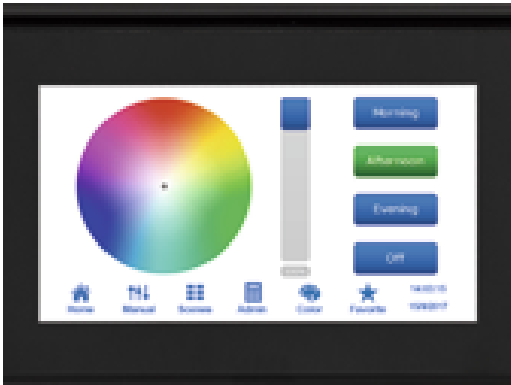 Morning
Afternoon
Evening
Off
Home
Manual
Scenes
Admin
Color
Favorite